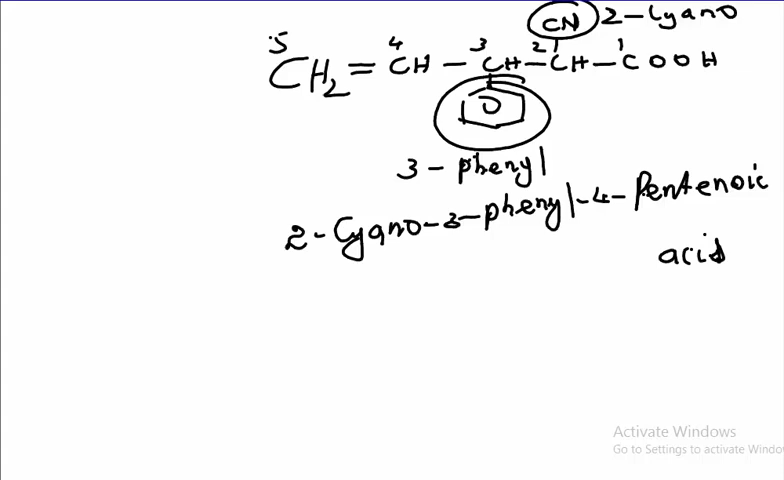 CN 2-Cyano
5 4 3 2 1
CH2 = CH - CH - CH - COOH
3 - phenyl
2 - Cyano - 3 - phenyl - 4 - Pentenoic
acid
Activate Windows
Go to Settings to activate Windo